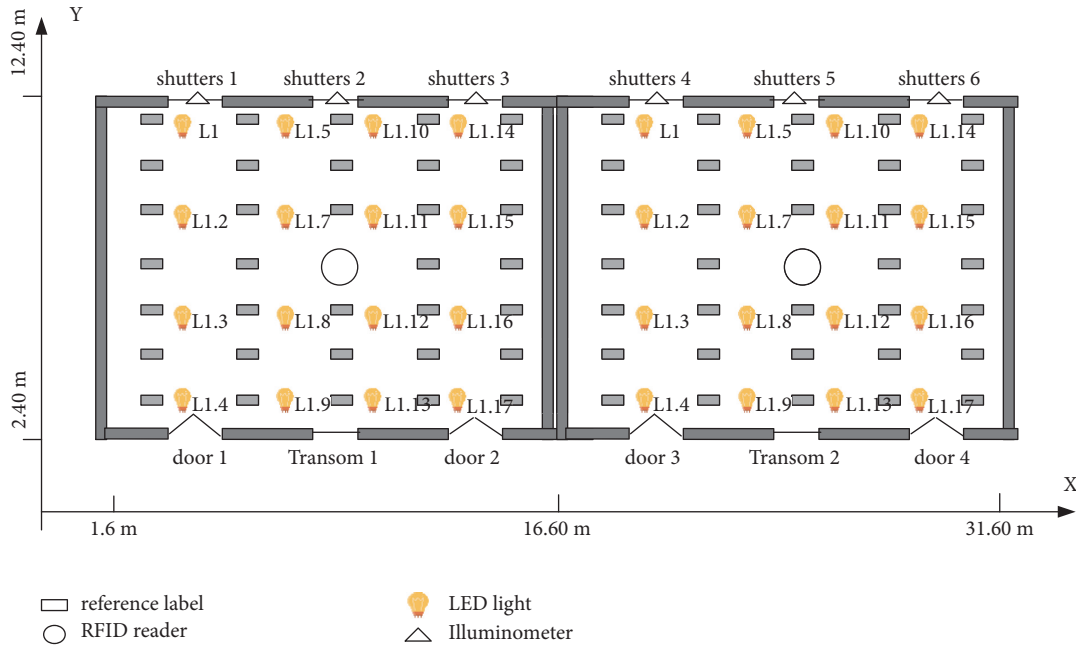 12.40 m
Y
shutters 1 shutters 2 shutters 3 shutters 4 shutters 5 shutters 6
L1 L1.5 L1.10 L1.14 L1 L1.5 L1.10 L1.14
L1.2 L1.7 L1.11 L1.15 L1.2 L1.7 L1.11 L1.15
L1.3 L1.8 L1.12 L1.16 L1.3 L1.8 L1.12 L1.16
L1.4 L1.9 L1.13 L1.17 L1.4 L1.9 L1.13 L1.17
2.40 m
door 1 Transom 1 door 2 door 3 Transom 2 door 4
X
1.6 m 16.60 m 31.60 m
reference label LED light
RFID reader Illuminometer